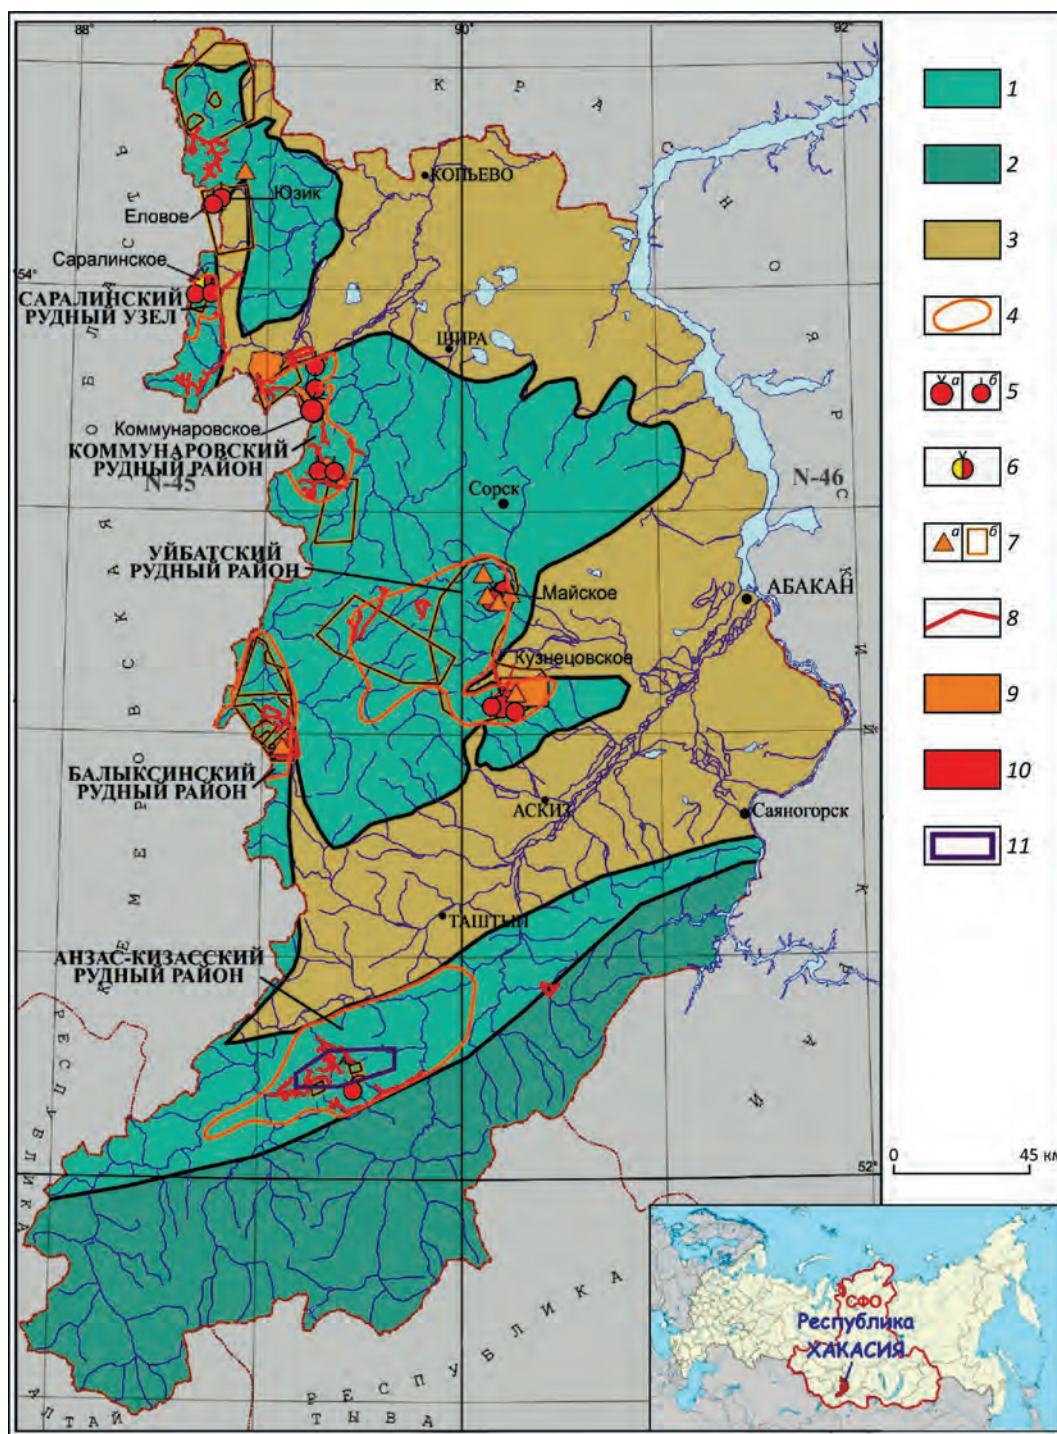 88°
90°
92°
К Р А С Н О Я Р С К И Й К Р А Й
К Е М Е Р О В С К А Я О Б Л А С Т Ь
КОПЬЕВО
Юзик
Еловое
Саралинское
54°
САРАЛИНСКИЙ
РУДНЫЙ УЗЕЛ
ШИРА
Коммунаровское
КОММУНАРОВСКИЙ
РУДНЫЙ РАЙОН
N-45
N-46
Сорск
УЙБАТСКИЙ
РУДНЫЙ РАЙОН
Майское
АБАКАН
Кузнецовское
БАЛЫКСИНСКИЙ
РУДНЫЙ РАЙОН
АСКИЗ
Саяногорск
ТАШТЫП
АНЗАС-КИЗАССКИЙ
РУДНЫЙ РАЙОН
52°
Р Е С П У Б Л И К А
А Л Т А Й
Р Е С П У Б Л И К А
Т Ы В А
1
2
3
4
а б 5
6
а б 7
8
9
10
11
0 45 км
СФО
Республика
ХАКАСИЯ